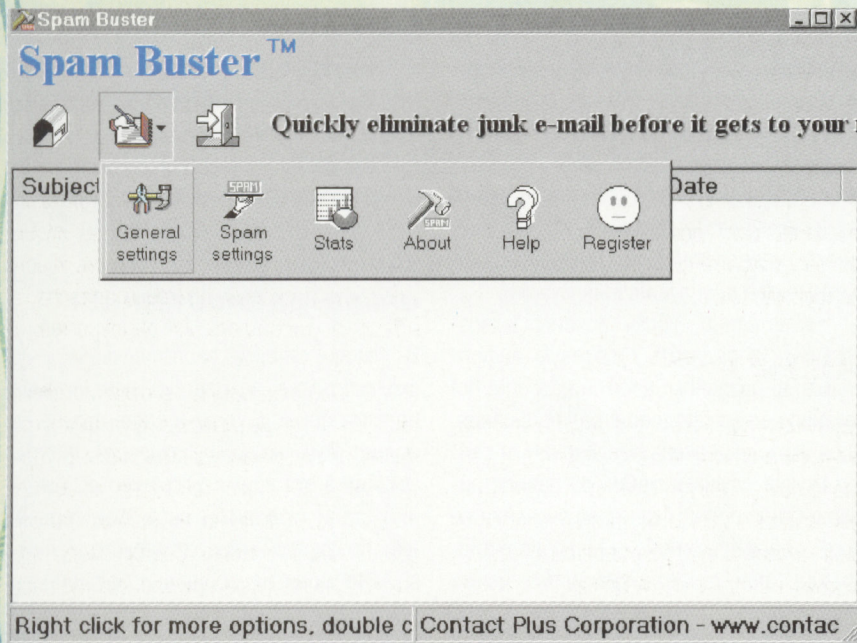 Spam Buster
Spam Buster™
Quickly eliminate junk e-mail before it gets to your
Subject Date
General settings
Spam settings
SPAM
Stats
SPAM
About
Help
Register
Right click for more options, double c
Contact Plus Corporation - www.contac